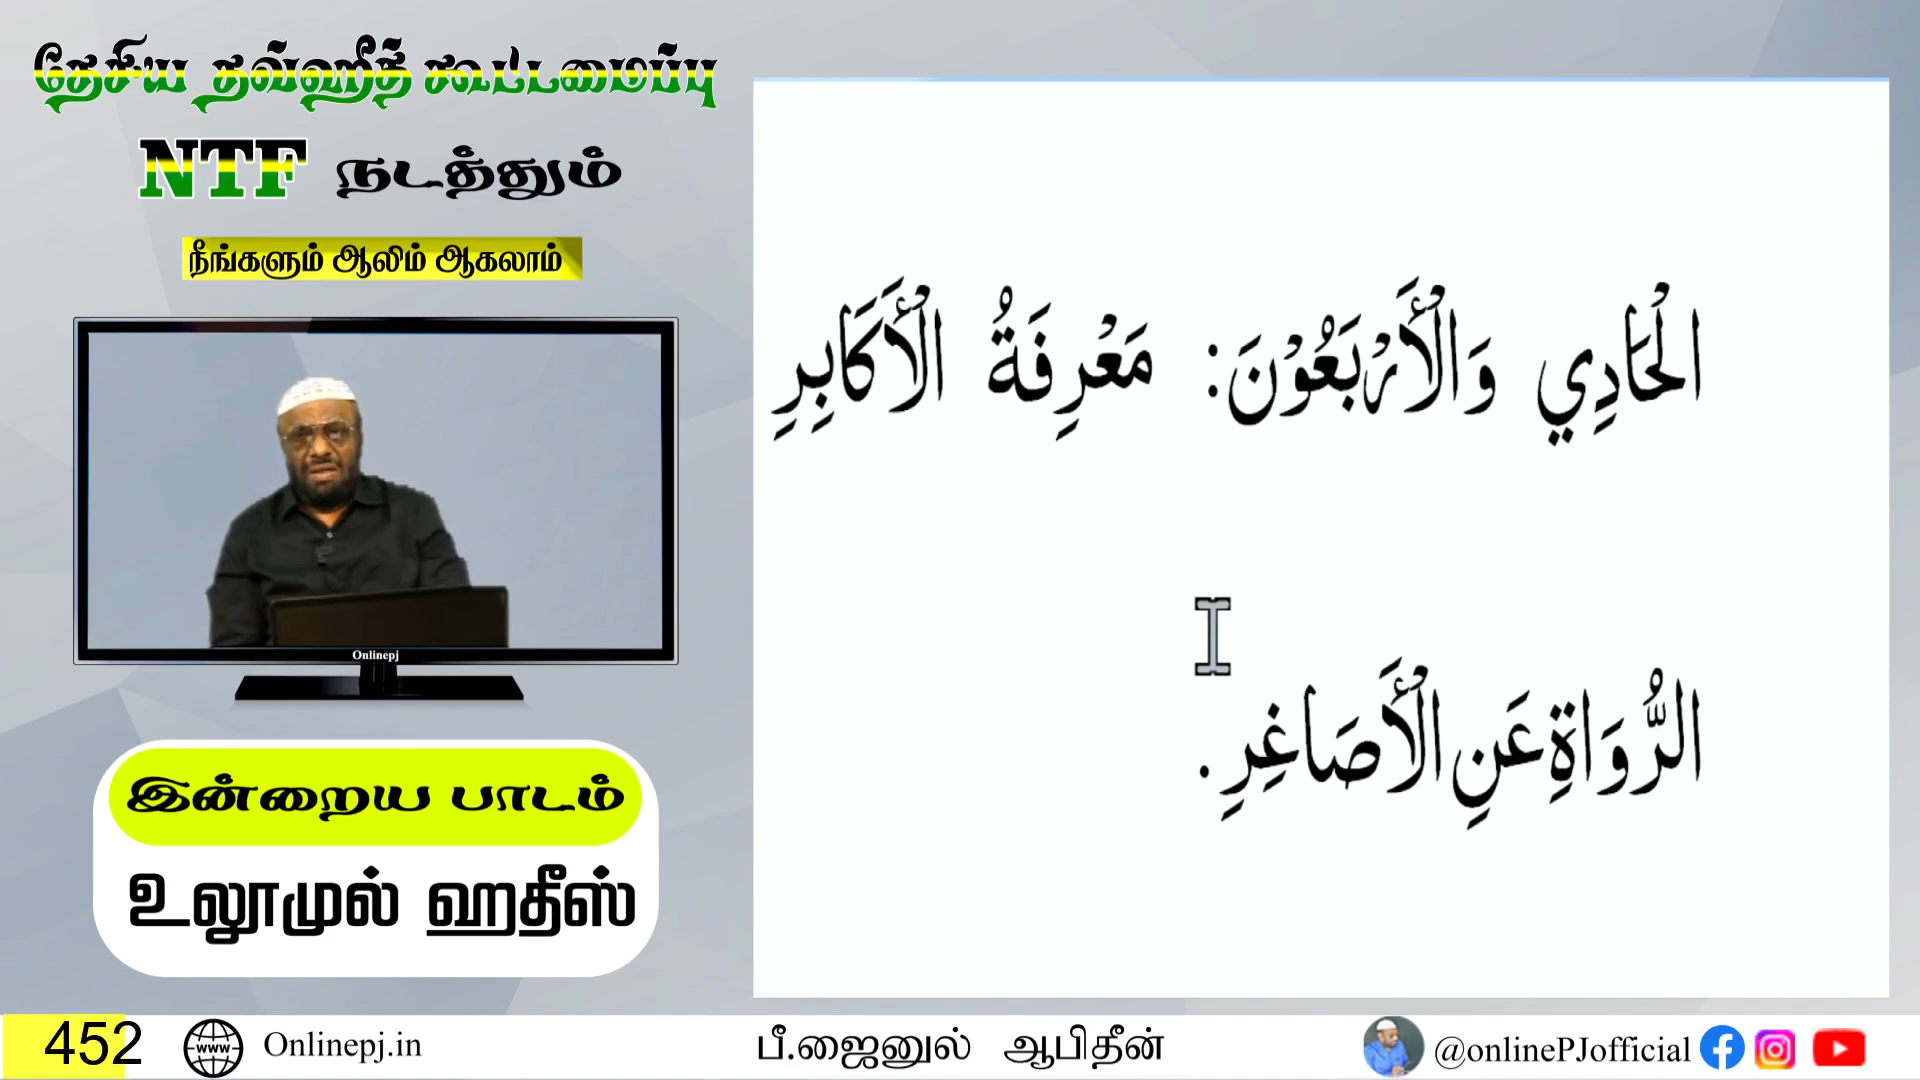 தேசிய தவ்ஹீத் கூட்டமைப்பு
NTF நடத்தும்
நீங்களும் ஆலிம் ஆகலாம்
Onlinepj
இன்றைய பாடம்
உலூமுல் ஹதீஸ்
الْحَادِي وَالْأَرْبَعُوْنَ: مَعْرِفَةُ الْأَكَابِرِ
الرُّوَاةِ عَنِ الْأَصَاغِرِ.
452
www
Onlinepj.in
பீ.ஜைனுல் ஆபிதீன்
@onlinePJofficial